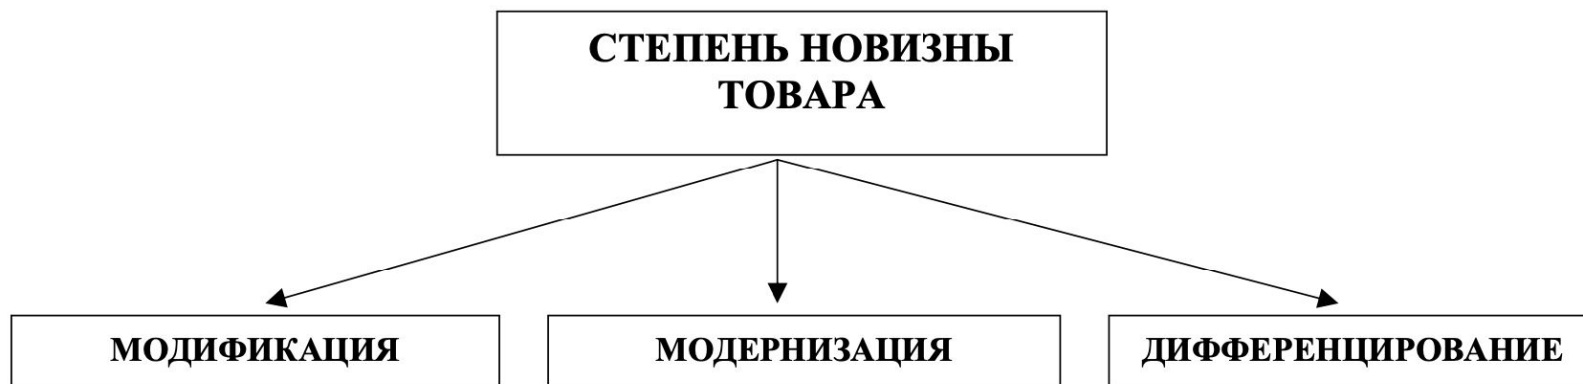 СТЕПЕНЬ НОВИЗНЫ
ТОВАРА
МОДИФИКАЦИЯ
МОДЕРНИЗАЦИЯ
ДИФФЕРЕНЦИРОВАНИЕ